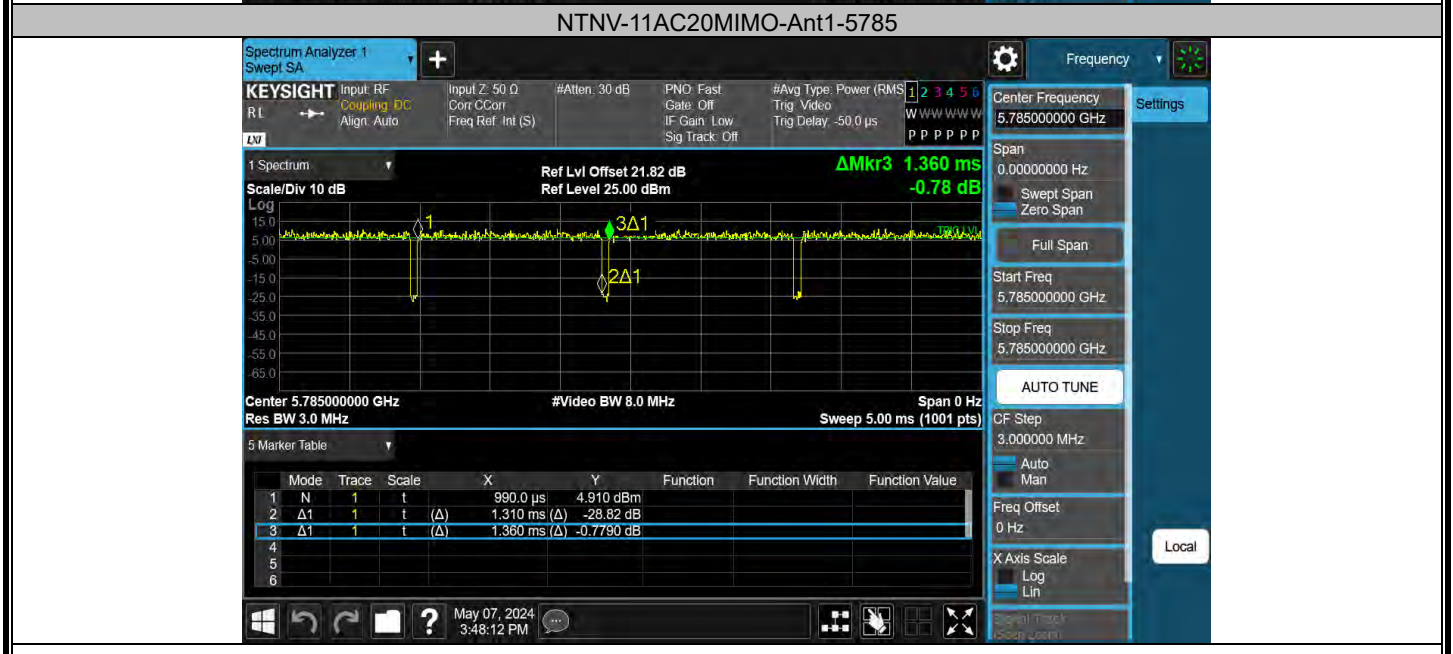 NTNV-11AC20MIMO-Ant1-5785
Spectrum Analyzer 1
Swept SA
+
Frequency
KEYSIGHT
RL
LXI
Input: RF
Coupling: DC
Align: Auto
Input Z: 50 Ω
Corr CCorr
Freq Ref: Int (S)
#Atten: 30 dB
PNO: Fast
Gate: Off
IF Gain: Low
Sig Track: Off
#Avg Type: Power (RMS
Trig: Video
Trig Delay: -50.0 µs
1 2 3 4 5 6
W W W W W W
P P P P P P
Center Frequency
5.785000000 GHz
Settings
Span
0.00000000 Hz
Swept Span
Zero Span
Full Span
Start Freq
5.785000000 GHz
Stop Freq
5.785000000 GHz
AUTO TUNE
CF Step
3.000000 MHz
Auto
Man
Freq Offset
0 Hz
X Axis Scale
Log
Lin
Signal Track
(Span Zoom)
Local
1 Spectrum
Scale/Div 10 dB
Log
Ref Lvl Offset 21.82 dB
Ref Level 25.00 dBm
ΔMkr3 1.360 ms
-0.78 dB
15.0
5.00
-5.00
-15.0
-25.0
-35.0
-45.0
-55.0
-65.0
1
3Δ1
2Δ1
TRIG LVL
Center 5.785000000 GHz
Res BW 3.0 MHz
#Video BW 8.0 MHz
Span 0 Hz
Sweep 5.00 ms (1001 pts)
5 Marker Table
Mode Trace Scale X Y Function Function Width Function Value
1 N 1 t 990.0 µs 4.910 dBm
2 Δ1 1 t (Δ) 1.310 ms (Δ) -28.82 dB
3 Δ1 1 t (Δ) 1.360 ms (Δ) -0.7790 dB
4
5
6
?
May 07, 2024
3:48:12 PM